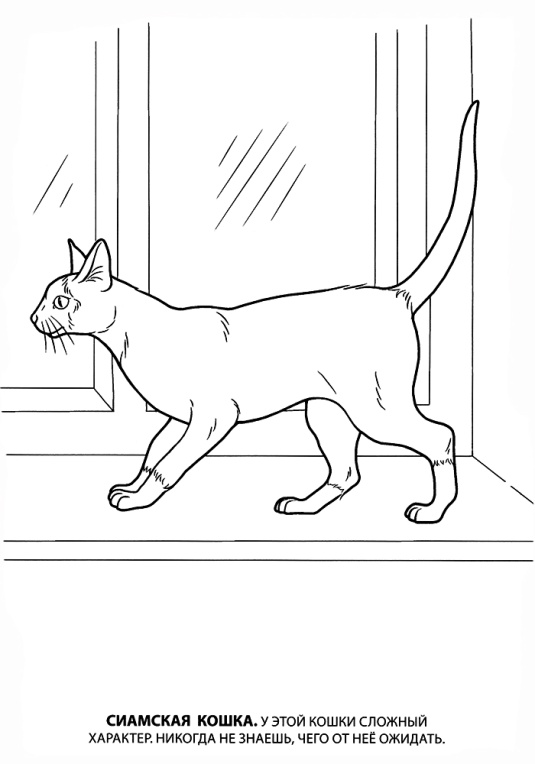 СИАМСКАЯ КОШКА. У ЭТОЙ КОШКИ СЛОЖНЫЙ
ХАРАКТЕР. НИКОГДА НЕ ЗНАЕШЬ, ЧЕГО ОТ НЕЁ ОЖИДАТЬ.